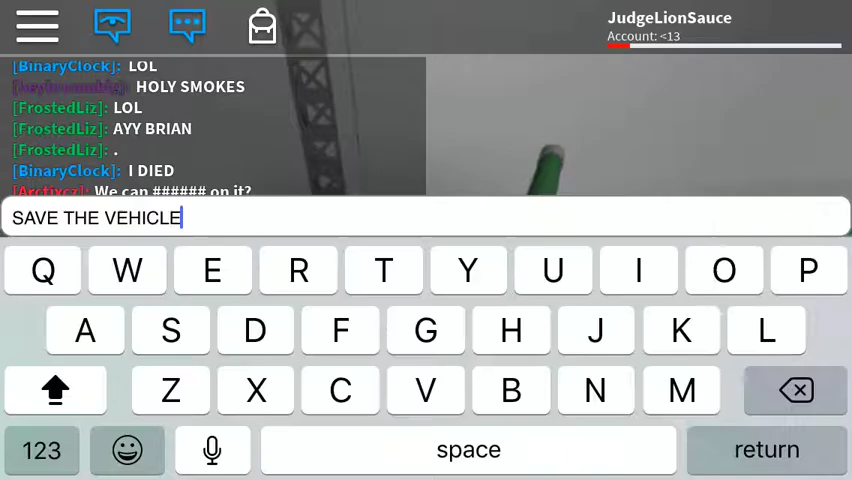 JudgeLionSauce
Account: <13
[BinaryClock]: LOL
HOLY SMOKES
[FrostedLiz]: LOL
[FrostedLiz]: AYY BRIAN
[FrostedLiz]: .
[BinaryClock]: I DIED
[Arctixcz]: We can ###### on it?
SAVE THE VEHICLE
Q W E R T Y U I O P
A S D F G H J K L
Z X C V B N M
123 space return